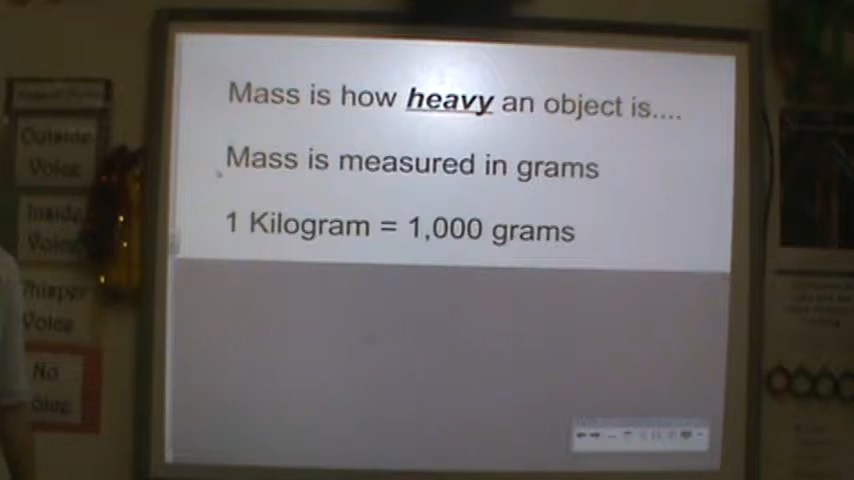 Mass is how heavy an object is....
Mass is measured in grams
1 Kilogram = 1,000 grams
Outside
Voice
Inside
Voice
Whisper
Voice
No